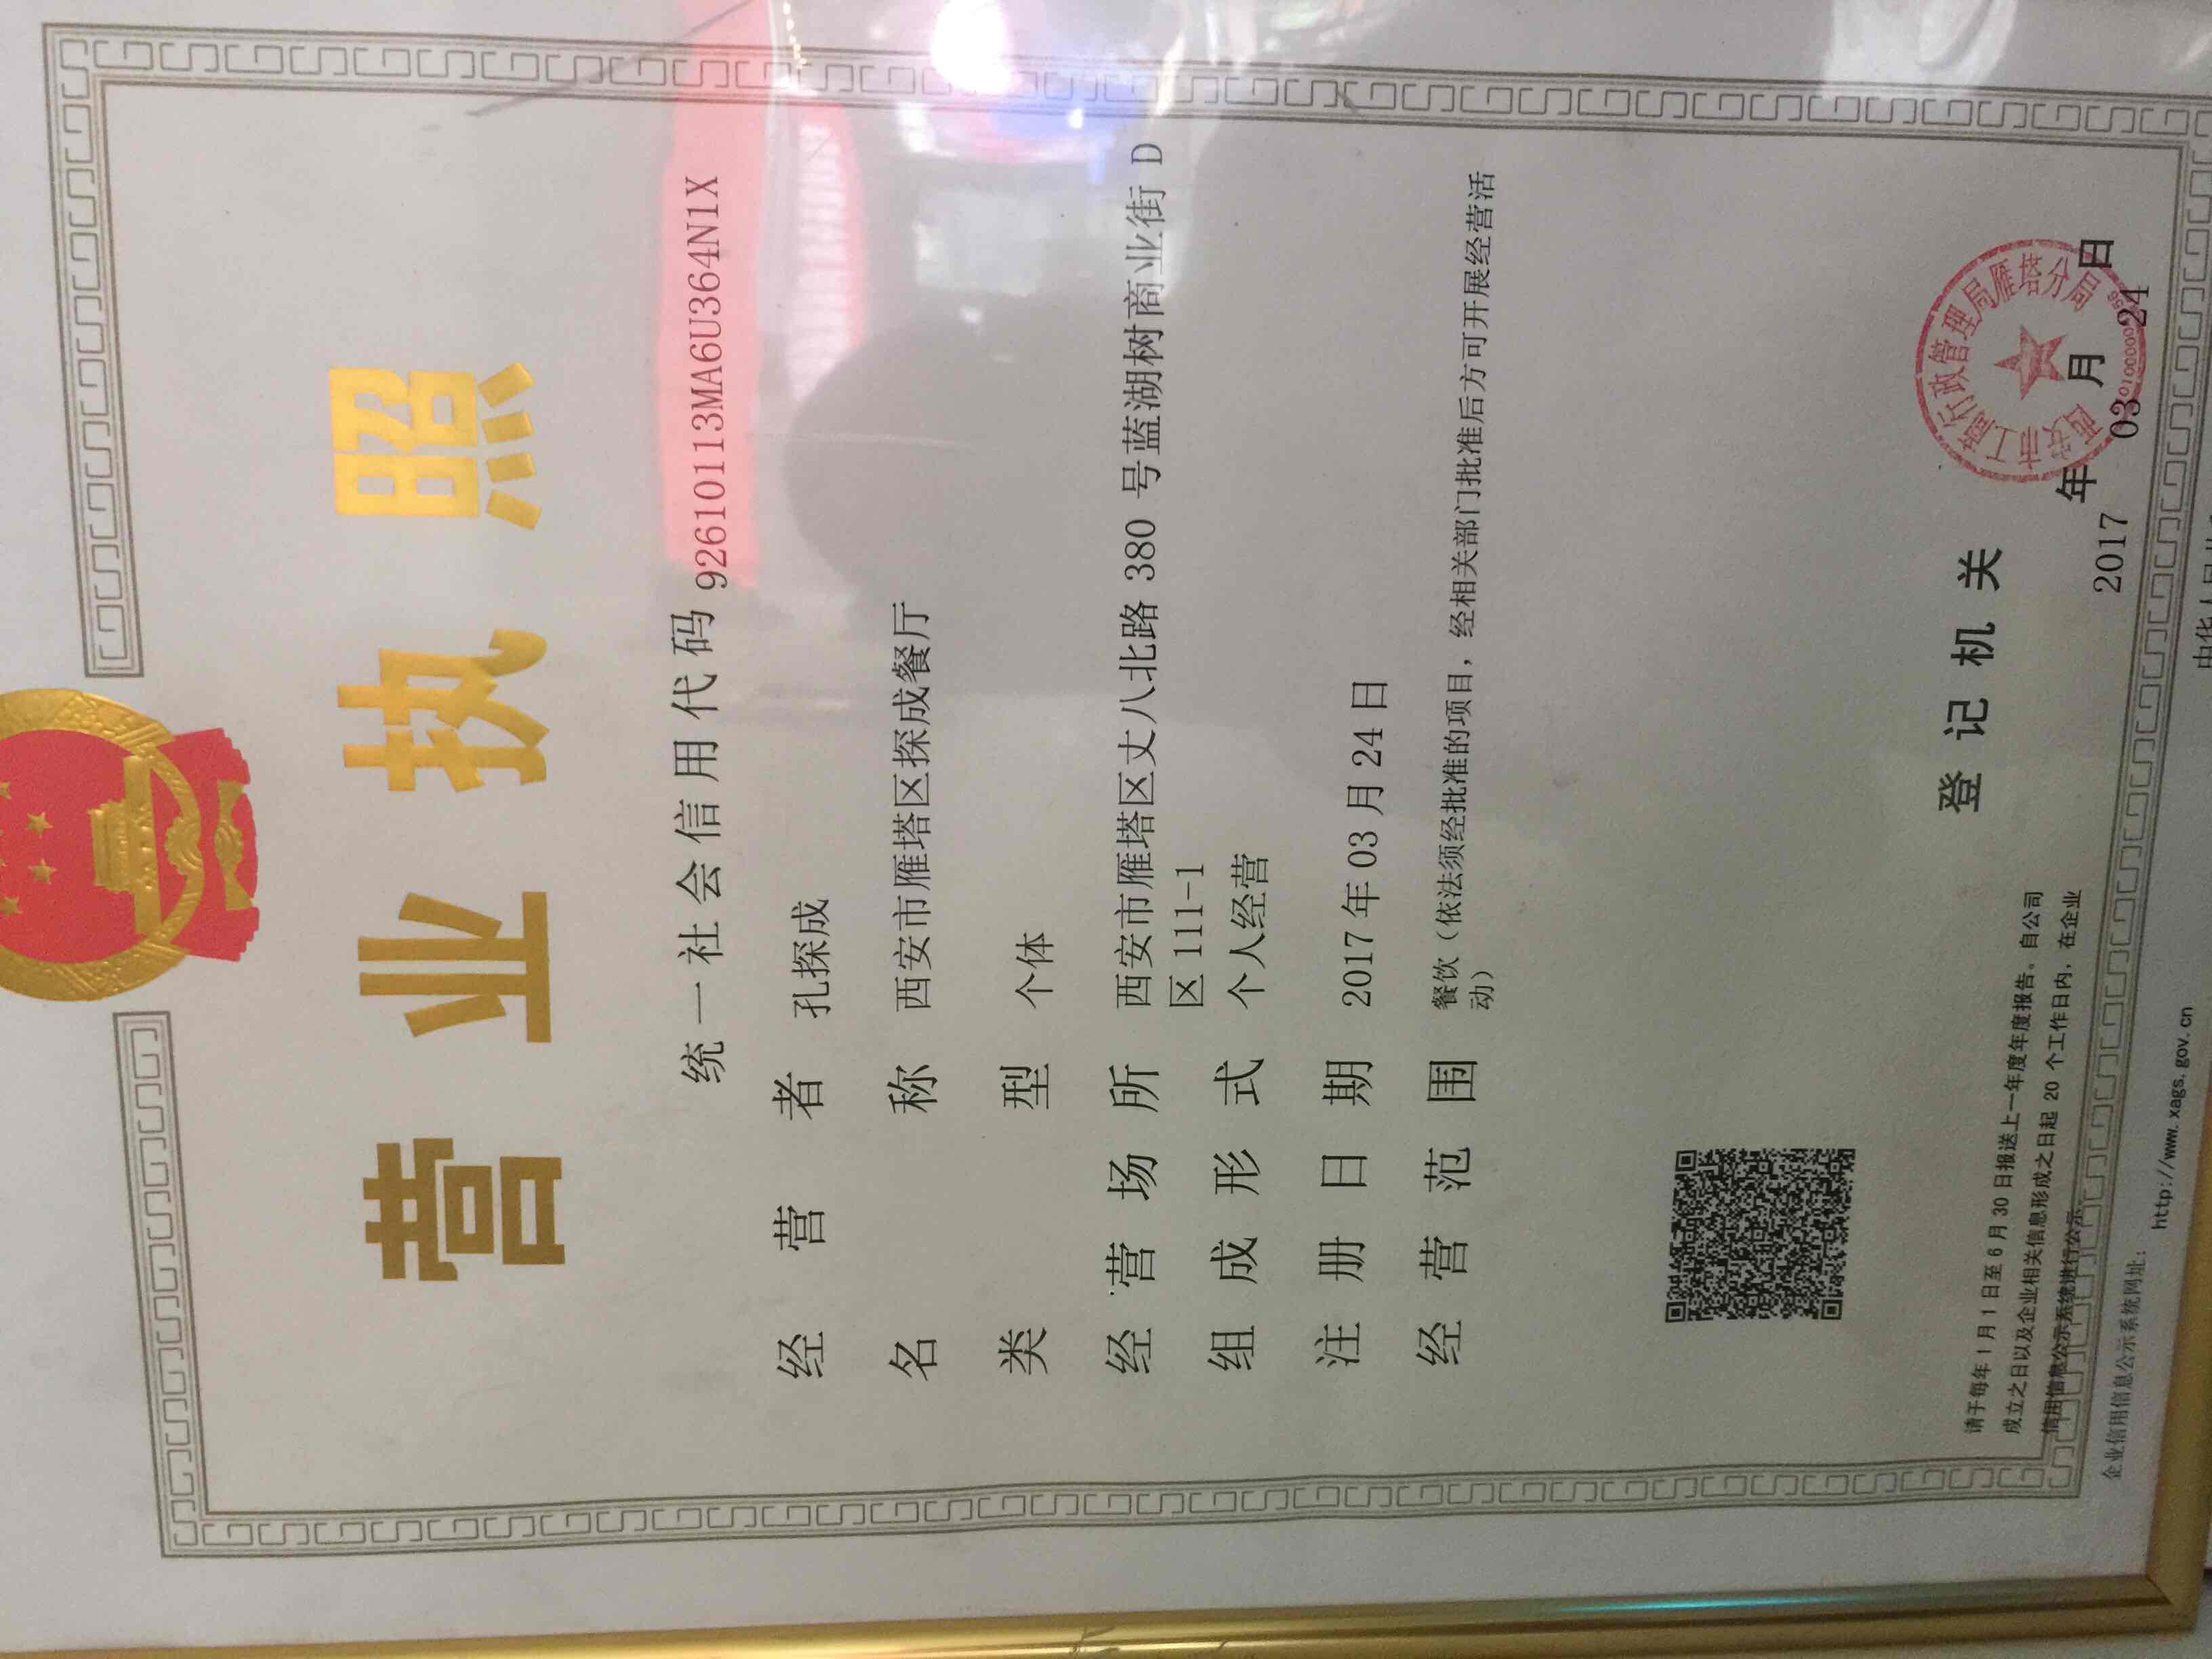 营业执照
统一社会信用代码 92610113MA6U364N1X
经营者 孔探成
名称 西安市雁塔区探成餐厅
类型 个体
经营场所 西安市雁塔区丈八北路 380 号蓝湖树商业街 D
区 111-1
组成形式 个人经营
注册日期 2017 年 03 月 24 日
经营范围 餐饮（依法须经批准的项目，经相关部门批准后方可开展经营活
动）
登记机关
西安市工商行政管理局雁塔分局
请于每年 1 月 1 日至 6 月 30 日报送上一年度年度报告。自公司
成立之日以及企业相关信息形成之日起 20 个工作日内，在企业
信用信息公示系统进行公示。
2017 年 03 月 24 日
企业信用信息公示系统网址：
http://www.xags.gov.cn